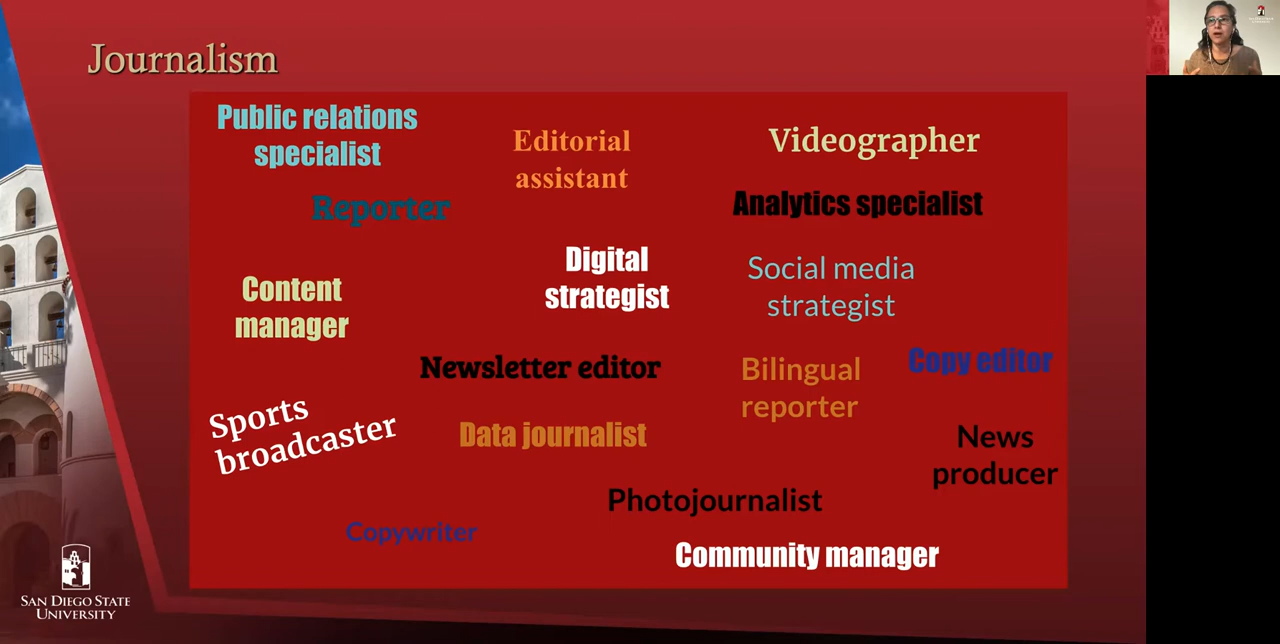 Journalism
Public relations
specialist
Editorial
assistant
Videographer
Reporter
Analytics specialist
Digital
strategist
Social media
strategist
Content
manager
Newsletter editor
Bilingual
reporter
Copy editor
Sports
broadcaster
Data journalist
News
producer
Photojournalist
Copywriter
Community manager
SAN DIEGO STATE
UNIVERSITY